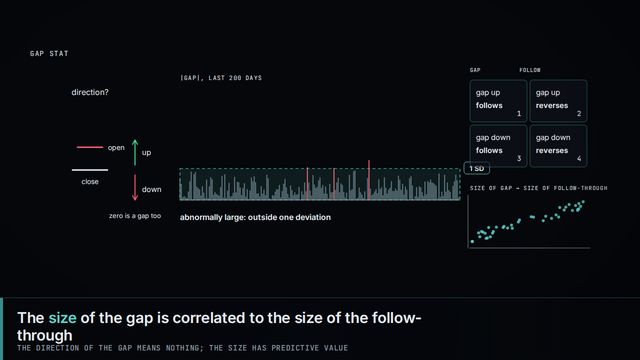 GAP STAT
direction?
open
close
up
down
zero is a gap too
|GAP|, LAST 200 DAYS
1 SD
abnormally large: outside one deviation
GAP FOLLOW
gap up
follows
1
gap up
reverses
2
gap down
follows
3
gap down
reverses
4
SIZE OF GAP → SIZE OF FOLLOW-THROUGH
The size of the gap is correlated to the size of the follow-
through
THE DIRECTION OF THE GAP MEANS NOTHING; THE SIZE HAS PREDICTIVE VALUE